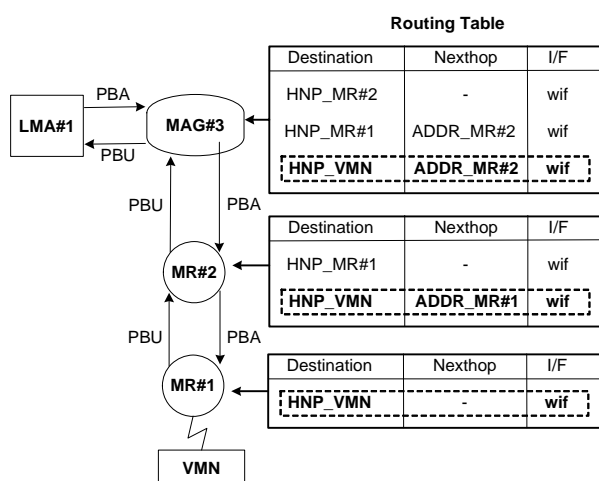 Routing Table
Destination Nexthop I/F
HNP_MR#2 - wif
HNP_MR#1 ADDR_MR#2 wif
HNP_VMN ADDR_MR#2 wif
PBA
LMA#1
MAG#3
PBU
PBU
PBA
Destination Nexthop I/F
HNP_MR#1 - wif
HNP_VMN ADDR_MR#1 wif
MR#2
PBU
PBA
Destination Nexthop I/F
HNP_VMN - wif
MR#1
VMN